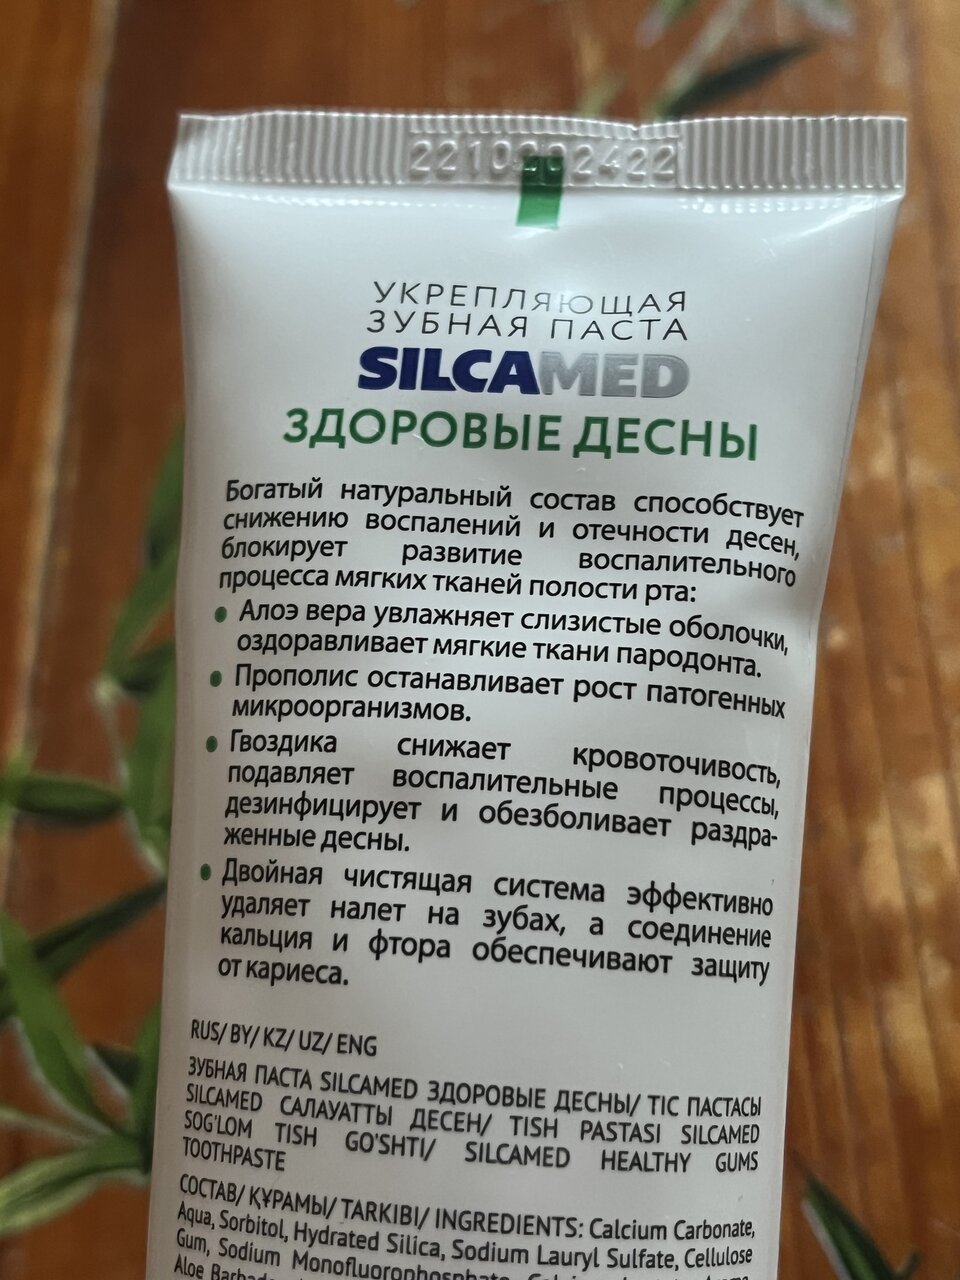 УКРЕПЛЯЮЩАЯ
ЗУБНАЯ ПАСТА
SILCAMED
ЗДОРОВЫЕ ДЕСНЫ
Богатый натуральный состав способствует
снижению воспалений и отечности десен,
блокирует развитие воспалительного
процесса мягких тканей полости рта:
• Алоэ вера увлажняет слизистые оболочки,
оздоравливает мягкие ткани пародонта.
• Прополис останавливает рост патогенных
микроорганизмов.
• Гвоздика снижает кровоточивость,
подавляет воспалительные процессы,
дезинфицирует и обезболивает раздра-
женные десны.
• Двойная чистящая система эффективно
удаляет налет на зубах, а соединение
кальция и фтора обеспечивают защиту
от кариеса.
RUS/ BY/ KZ/ UZ/ ENG
ЗУБНАЯ ПАСТА SILCAMED ЗДОРОВЫЕ ДЕСНЫ/ ТІС ПАСТАСЫ
SILCAMED САЛАУАТТЫ ДЕСЕН/ TISH PASTASI SILCAMED
SOG'LOM TISH GO'SHTI/ SILCAMED HEALTHY GUMS
TOOTHPASTE
СОСТАВ/ ҚҰРАМЫ/ TARKIBI/ INGREDIENTS: Calcium Carbonate,
Aqua, Sorbitol, Hydrated Silica, Sodium Lauryl Sulfate, Cellulose
Gum, Sodium Monofluorophosphate,
Aloe